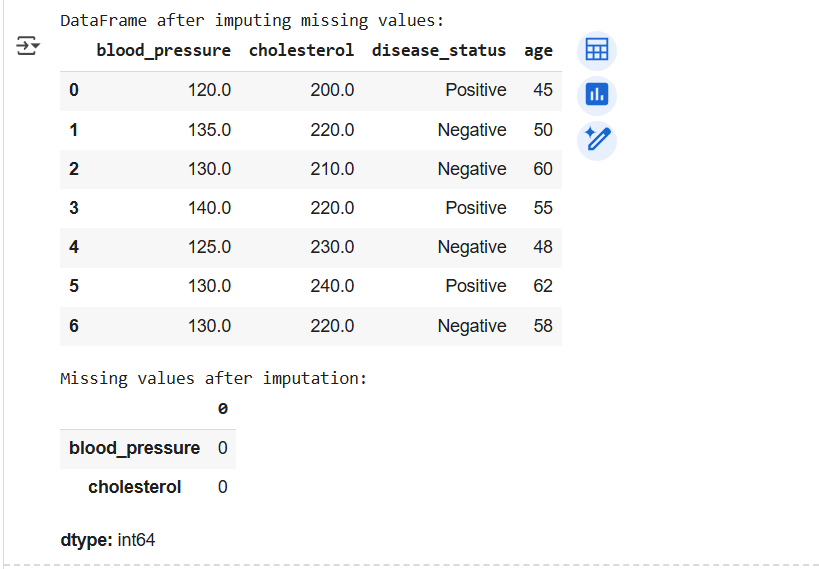 DataFrame after imputing missing values:
blood_pressure cholesterol disease_status age
0 120.0 200.0 Positive 45
1 135.0 220.0 Negative 50
2 130.0 210.0 Negative 60
3 140.0 220.0 Positive 55
4 125.0 230.0 Negative 48
5 130.0 240.0 Positive 62
6 130.0 220.0 Negative 58
Missing values after imputation:
0
blood_pressure 0
cholesterol 0
dtype: int64